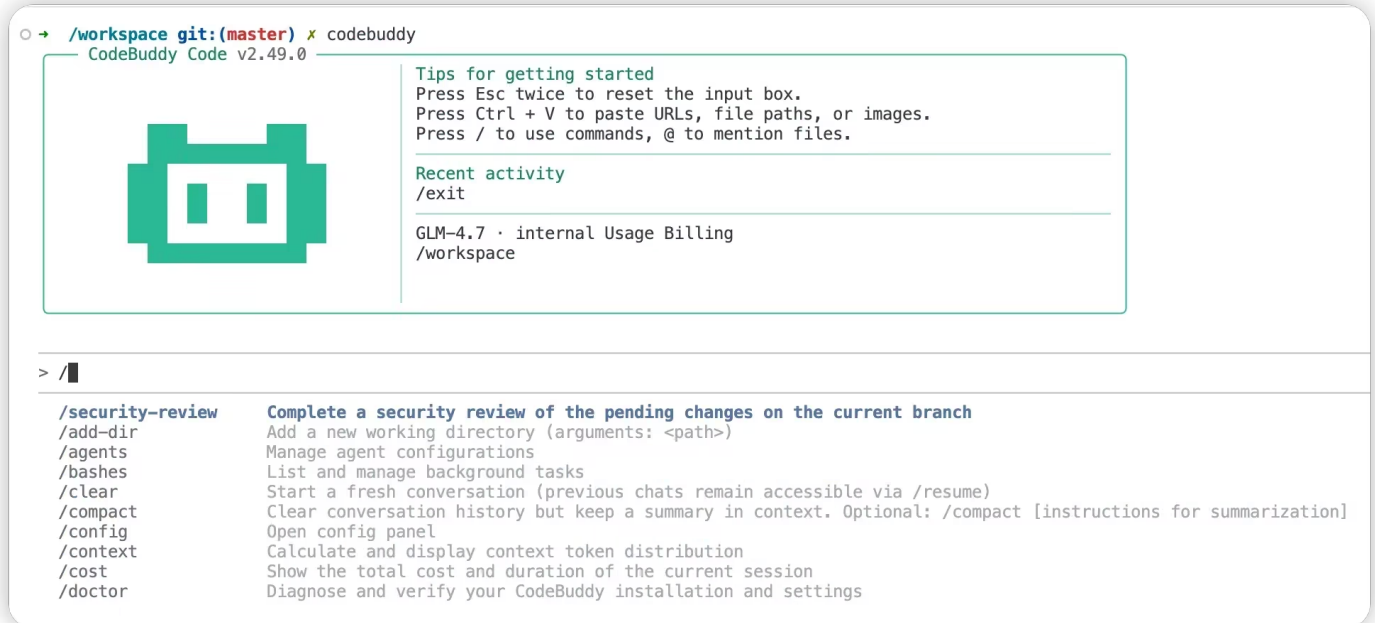 ➜ /workspace git:(master) ✗ codebuddy
CodeBuddy Code v2.49.0
Tips for getting started
Press Esc twice to reset the input box.
Press Ctrl + V to paste URLs, file paths, or images.
Press / to use commands, @ to mention files.
Recent activity
/exit
GLM-4.7 · internal Usage Billing
/workspace
> /
/security-review Complete a security review of the pending changes on the current branch
/add-dir Add a new working directory (arguments: <path>)
/agents Manage agent configurations
/bashes List and manage background tasks
/clear Start a fresh conversation (previous chats remain accessible via /resume)
/compact Clear conversation history but keep a summary in context. Optional: /compact [instructions for summarization]
/config Open config panel
/context Calculate and display context token distribution
/cost Show the total cost and duration of the current session
/doctor Diagnose and verify your CodeBuddy installation and settings